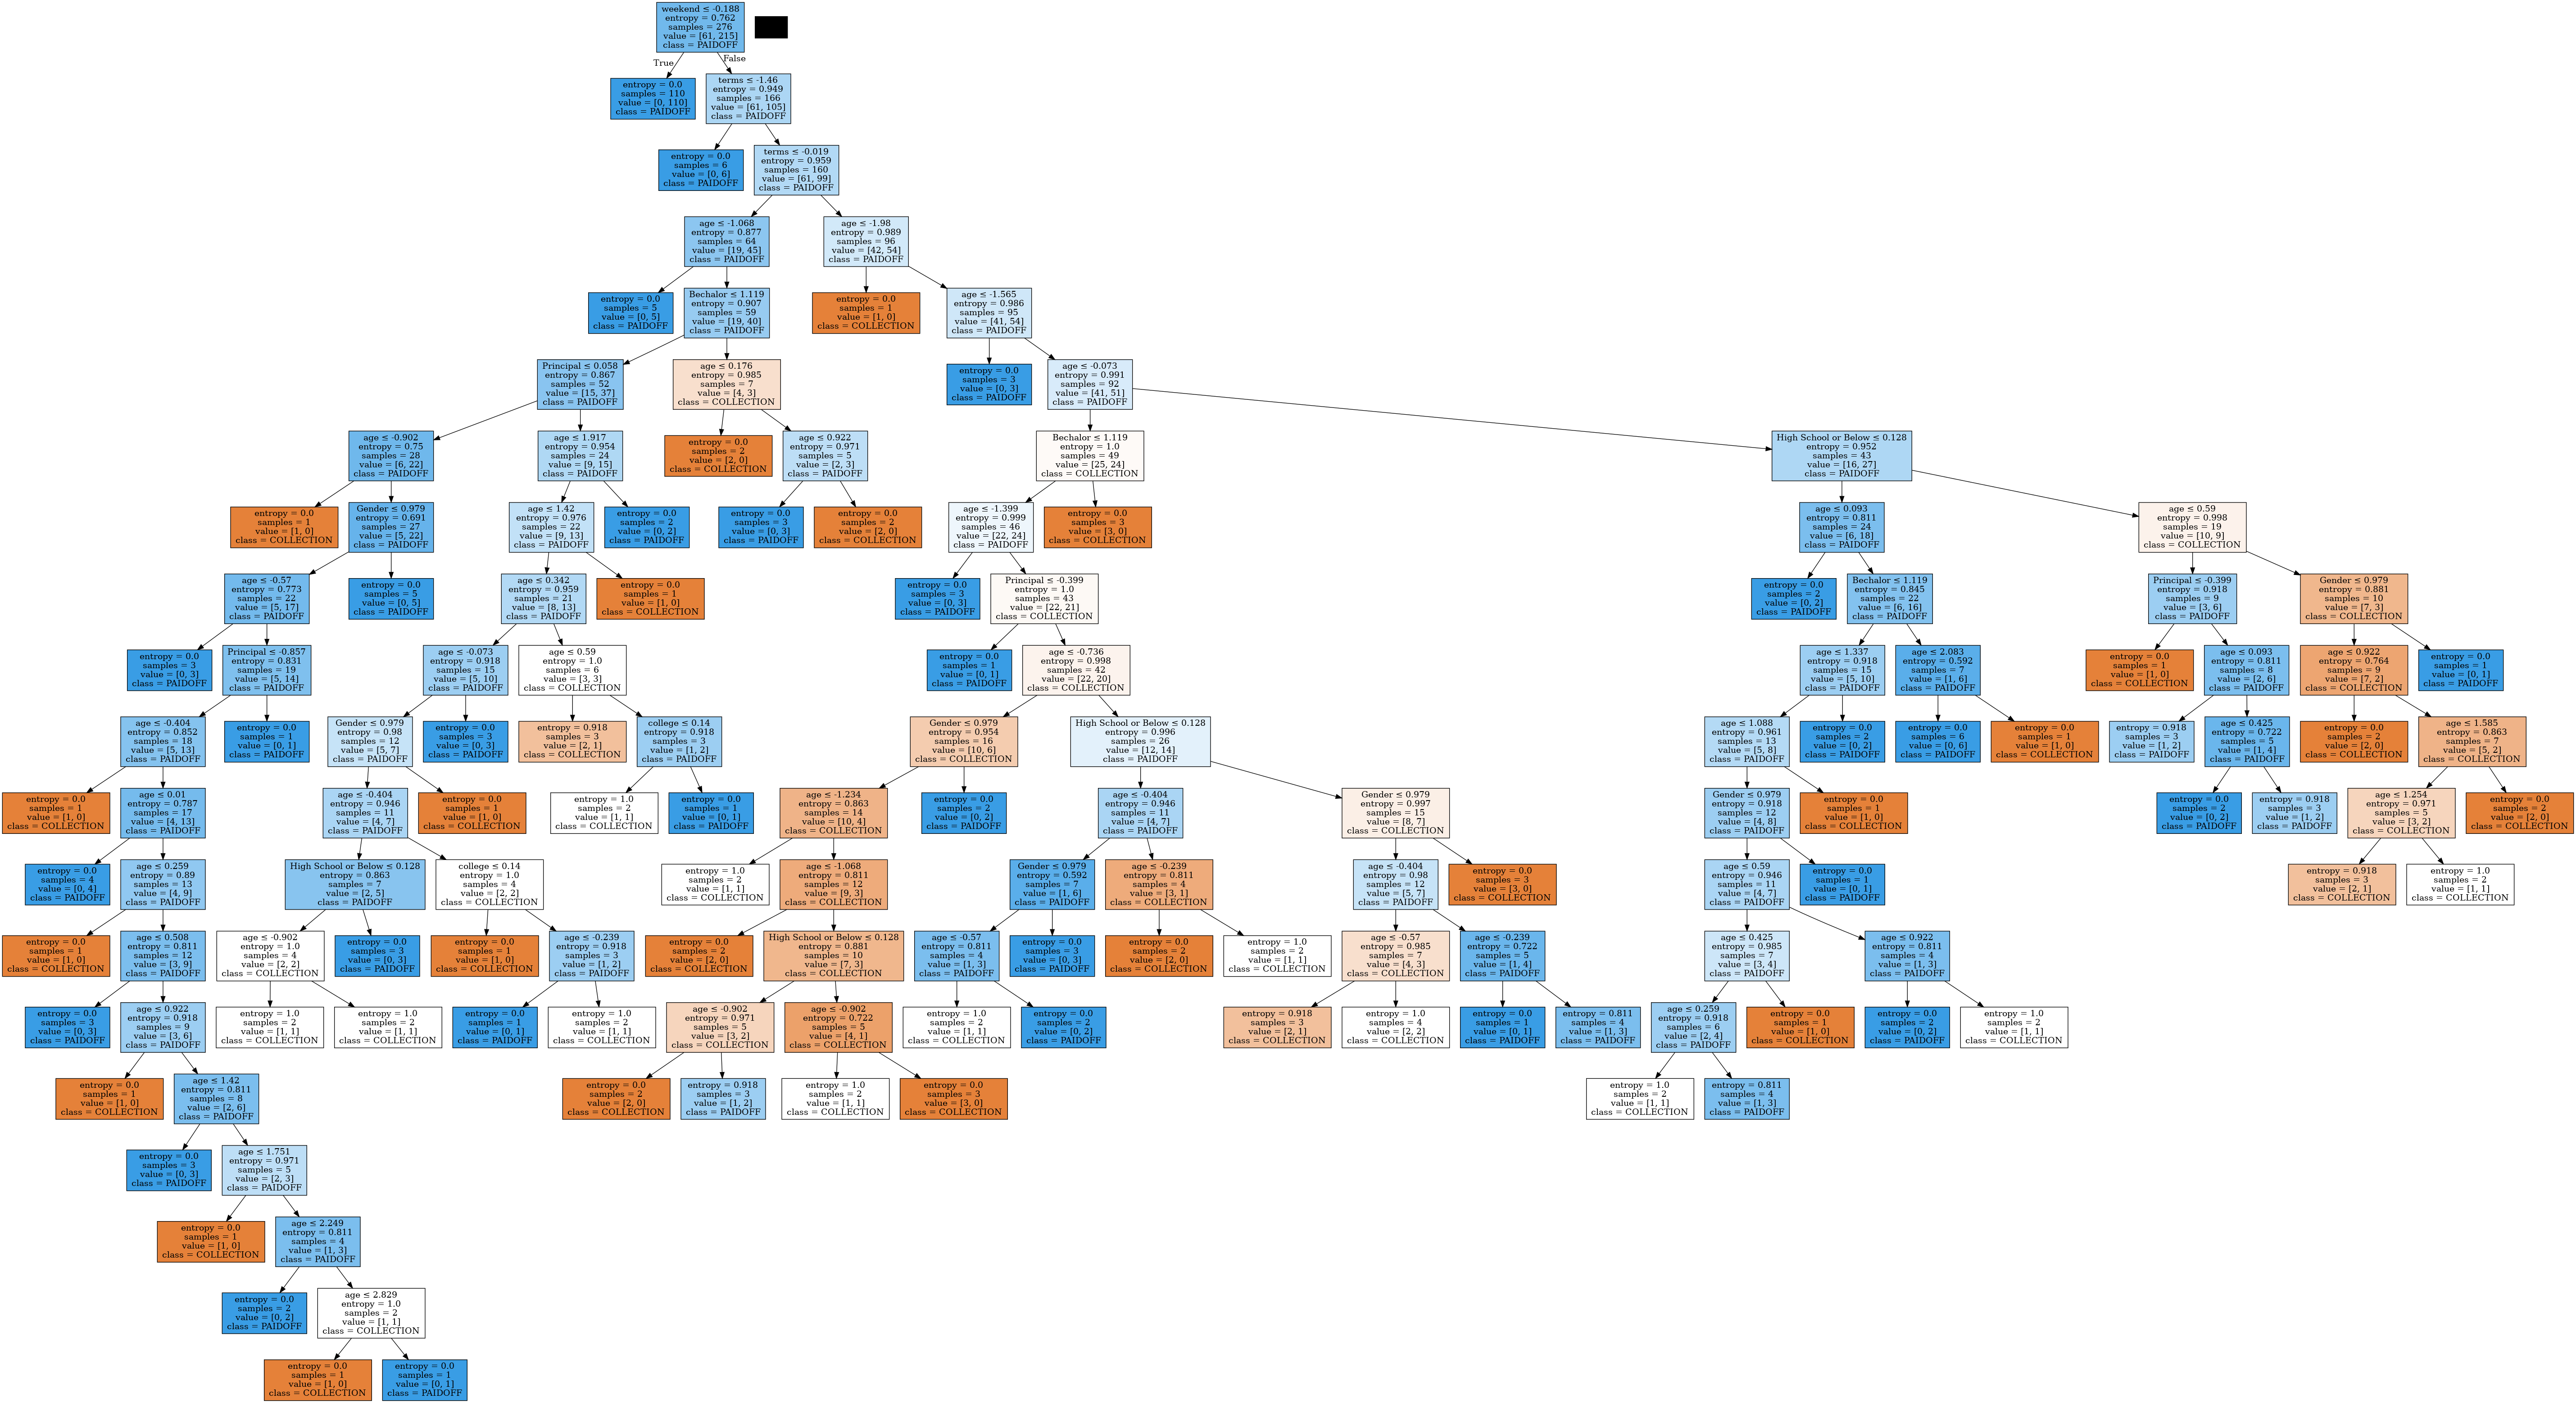 weekend ≤ -0.188
entropy = 0.762
samples = 276
value = [61, 215]
class = PAIDOFF
True
False
entropy = 0.0
samples = 110
value = [0, 110]
class = PAIDOFF
terms ≤ -1.46
entropy = 0.949
samples = 166
value = [61, 105]
class = PAIDOFF
entropy = 0.0
samples = 6
value = [0, 6]
class = PAIDOFF
terms ≤ -0.019
entropy = 0.959
samples = 160
value = [61, 99]
class = PAIDOFF
age ≤ -1.068
entropy = 0.877
samples = 64
value = [19, 45]
class = PAIDOFF
age ≤ -1.98
entropy = 0.989
samples = 96
value = [42, 54]
class = PAIDOFF
entropy = 0.0
samples = 5
value = [0, 5]
class = PAIDOFF
Bechalor ≤ 1.119
entropy = 0.907
samples = 59
value = [19, 40]
class = PAIDOFF
entropy = 0.0
samples = 1
value = [1, 0]
class = COLLECTION
age ≤ -1.565
entropy = 0.986
samples = 95
value = [41, 54]
class = PAIDOFF
Principal ≤ 0.058
entropy = 0.867
samples = 52
value = [15, 37]
class = PAIDOFF
age ≤ 0.176
entropy = 0.985
samples = 7
value = [4, 3]
class = COLLECTION
entropy = 0.0
samples = 3
value = [0, 3]
class = PAIDOFF
age ≤ -0.073
entropy = 0.991
samples = 92
value = [41, 51]
class = PAIDOFF
age ≤ -0.902
entropy = 0.75
samples = 28
value = [6, 22]
class = PAIDOFF
age ≤ 1.917
entropy = 0.954
samples = 24
value = [9, 15]
class = PAIDOFF
entropy = 0.0
samples = 2
value = [2, 0]
class = COLLECTION
age ≤ 0.922
entropy = 0.971
samples = 5
value = [2, 3]
class = PAIDOFF
Bechalor ≤ 1.119
entropy = 1.0
samples = 49
value = [25, 24]
class = COLLECTION
High School or Below ≤ 0.128
entropy = 0.952
samples = 43
value = [16, 27]
class = PAIDOFF
entropy = 0.0
samples = 1
value = [1, 0]
class = COLLECTION
Gender ≤ 0.979
entropy = 0.691
samples = 27
value = [5, 22]
class = PAIDOFF
age ≤ 1.42
entropy = 0.976
samples = 22
value = [9, 13]
class = PAIDOFF
entropy = 0.0
samples = 2
value = [0, 2]
class = PAIDOFF
entropy = 0.0
samples = 3
value = [0, 3]
class = PAIDOFF
entropy = 0.0
samples = 2
value = [2, 0]
class = COLLECTION
age ≤ -1.399
entropy = 0.999
samples = 46
value = [22, 24]
class = PAIDOFF
entropy = 0.0
samples = 3
value = [3, 0]
class = COLLECTION
age ≤ 0.093
entropy = 0.811
samples = 24
value = [6, 18]
class = PAIDOFF
age ≤ 0.59
entropy = 0.998
samples = 19
value = [10, 9]
class = COLLECTION
age ≤ -0.57
entropy = 0.773
samples = 22
value = [5, 17]
class = PAIDOFF
entropy = 0.0
samples = 5
value = [0, 5]
class = PAIDOFF
age ≤ 0.342
entropy = 0.959
samples = 21
value = [8, 13]
class = PAIDOFF
entropy = 0.0
samples = 1
value = [1, 0]
class = COLLECTION
entropy = 0.0
samples = 3
value = [0, 3]
class = PAIDOFF
Principal ≤ -0.399
entropy = 1.0
samples = 43
value = [22, 21]
class = COLLECTION
entropy = 0.0
samples = 2
value = [0, 2]
class = PAIDOFF
Bechalor ≤ 1.119
entropy = 0.845
samples = 22
value = [6, 16]
class = PAIDOFF
Principal ≤ -0.399
entropy = 0.918
samples = 9
value = [3, 6]
class = PAIDOFF
Gender ≤ 0.979
entropy = 0.881
samples = 10
value = [7, 3]
class = COLLECTION
entropy = 0.0
samples = 3
value = [0, 3]
class = PAIDOFF
Principal ≤ -0.857
entropy = 0.831
samples = 19
value = [5, 14]
class = PAIDOFF
age ≤ -0.073
entropy = 0.918
samples = 15
value = [5, 10]
class = PAIDOFF
age ≤ 0.59
entropy = 1.0
samples = 6
value = [3, 3]
class = COLLECTION
entropy = 0.0
samples = 1
value = [0, 1]
class = PAIDOFF
age ≤ -0.736
entropy = 0.998
samples = 42
value = [22, 20]
class = COLLECTION
age ≤ 1.337
entropy = 0.918
samples = 15
value = [5, 10]
class = PAIDOFF
age ≤ 2.083
entropy = 0.592
samples = 7
value = [1, 6]
class = PAIDOFF
entropy = 0.0
samples = 1
value = [1, 0]
class = COLLECTION
age ≤ 0.093
entropy = 0.811
samples = 8
value = [2, 6]
class = PAIDOFF
age ≤ 0.922
entropy = 0.764
samples = 9
value = [7, 2]
class = COLLECTION
entropy = 0.0
samples = 1
value = [0, 1]
class = PAIDOFF
age ≤ -0.404
entropy = 0.852
samples = 18
value = [5, 13]
class = PAIDOFF
entropy = 0.0
samples = 1
value = [0, 1]
class = PAIDOFF
Gender ≤ 0.979
entropy = 0.98
samples = 12
value = [5, 7]
class = PAIDOFF
entropy = 0.0
samples = 3
value = [0, 3]
class = PAIDOFF
entropy = 0.918
samples = 3
value = [2, 1]
class = COLLECTION
college ≤ 0.14
entropy = 0.918
samples = 3
value = [1, 2]
class = PAIDOFF
Gender ≤ 0.979
entropy = 0.954
samples = 16
value = [10, 6]
class = COLLECTION
High School or Below ≤ 0.128
entropy = 0.996
samples = 26
value = [12, 14]
class = PAIDOFF
age ≤ 1.088
entropy = 0.961
samples = 13
value = [5, 8]
class = PAIDOFF
entropy = 0.0
samples = 2
value = [0, 2]
class = PAIDOFF
entropy = 0.0
samples = 6
value = [0, 6]
class = PAIDOFF
entropy = 0.0
samples = 1
value = [1, 0]
class = COLLECTION
entropy = 0.918
samples = 3
value = [1, 2]
class = PAIDOFF
age ≤ 0.425
entropy = 0.722
samples = 5
value = [1, 4]
class = PAIDOFF
entropy = 0.0
samples = 2
value = [2, 0]
class = COLLECTION
age ≤ 1.585
entropy = 0.863
samples = 7
value = [5, 2]
class = COLLECTION
entropy = 0.0
samples = 1
value = [1, 0]
class = COLLECTION
age ≤ 0.01
entropy = 0.787
samples = 17
value = [4, 13]
class = PAIDOFF
age ≤ -0.404
entropy = 0.946
samples = 11
value = [4, 7]
class = PAIDOFF
entropy = 0.0
samples = 1
value = [1, 0]
class = COLLECTION
entropy = 1.0
samples = 2
value = [1, 1]
class = COLLECTION
entropy = 0.0
samples = 1
value = [0, 1]
class = PAIDOFF
age ≤ -1.234
entropy = 0.863
samples = 14
value = [10, 4]
class = COLLECTION
entropy = 0.0
samples = 2
value = [0, 2]
class = PAIDOFF
age ≤ -0.404
entropy = 0.946
samples = 11
value = [4, 7]
class = PAIDOFF
Gender ≤ 0.979
entropy = 0.997
samples = 15
value = [8, 7]
class = COLLECTION
Gender ≤ 0.979
entropy = 0.918
samples = 12
value = [4, 8]
class = PAIDOFF
entropy = 0.0
samples = 1
value = [1, 0]
class = COLLECTION
entropy = 0.0
samples = 2
value = [0, 2]
class = PAIDOFF
entropy = 0.918
samples = 3
value = [1, 2]
class = PAIDOFF
age ≤ 1.254
entropy = 0.971
samples = 5
value = [3, 2]
class = COLLECTION
entropy = 0.0
samples = 2
value = [2, 0]
class = COLLECTION
entropy = 0.0
samples = 4
value = [0, 4]
class = PAIDOFF
age ≤ 0.259
entropy = 0.89
samples = 13
value = [4, 9]
class = PAIDOFF
High School or Below ≤ 0.128
entropy = 0.863
samples = 7
value = [2, 5]
class = PAIDOFF
college ≤ 0.14
entropy = 1.0
samples = 4
value = [2, 2]
class = COLLECTION
entropy = 1.0
samples = 2
value = [1, 1]
class = COLLECTION
age ≤ -1.068
entropy = 0.811
samples = 12
value = [9, 3]
class = COLLECTION
Gender ≤ 0.979
entropy = 0.592
samples = 7
value = [1, 6]
class = PAIDOFF
age ≤ -0.239
entropy = 0.811
samples = 4
value = [3, 1]
class = COLLECTION
age ≤ -0.404
entropy = 0.98
samples = 12
value = [5, 7]
class = PAIDOFF
entropy = 0.0
samples = 3
value = [3, 0]
class = COLLECTION
age ≤ 0.59
entropy = 0.946
samples = 11
value = [4, 7]
class = PAIDOFF
entropy = 0.0
samples = 1
value = [0, 1]
class = PAIDOFF
entropy = 0.918
samples = 3
value = [2, 1]
class = COLLECTION
entropy = 1.0
samples = 2
value = [1, 1]
class = COLLECTION
entropy = 0.0
samples = 1
value = [1, 0]
class = COLLECTION
age ≤ 0.508
entropy = 0.811
samples = 12
value = [3, 9]
class = PAIDOFF
age ≤ -0.902
entropy = 1.0
samples = 4
value = [2, 2]
class = COLLECTION
entropy = 0.0
samples = 3
value = [0, 3]
class = PAIDOFF
entropy = 0.0
samples = 1
value = [1, 0]
class = COLLECTION
age ≤ -0.239
entropy = 0.918
samples = 3
value = [1, 2]
class = PAIDOFF
entropy = 0.0
samples = 2
value = [2, 0]
class = COLLECTION
High School or Below ≤ 0.128
entropy = 0.881
samples = 10
value = [7, 3]
class = COLLECTION
age ≤ -0.57
entropy = 0.811
samples = 4
value = [1, 3]
class = PAIDOFF
entropy = 0.0
samples = 3
value = [0, 3]
class = PAIDOFF
entropy = 0.0
samples = 2
value = [2, 0]
class = COLLECTION
entropy = 1.0
samples = 2
value = [1, 1]
class = COLLECTION
age ≤ -0.57
entropy = 0.985
samples = 7
value = [4, 3]
class = COLLECTION
age ≤ -0.239
entropy = 0.722
samples = 5
value = [1, 4]
class = PAIDOFF
age ≤ 0.425
entropy = 0.985
samples = 7
value = [3, 4]
class = PAIDOFF
age ≤ 0.922
entropy = 0.811
samples = 4
value = [1, 3]
class = PAIDOFF
entropy = 0.0
samples = 3
value = [0, 3]
class = PAIDOFF
age ≤ 0.922
entropy = 0.918
samples = 9
value = [3, 6]
class = PAIDOFF
entropy = 1.0
samples = 2
value = [1, 1]
class = COLLECTION
entropy = 1.0
samples = 2
value = [1, 1]
class = COLLECTION
entropy = 0.0
samples = 1
value = [0, 1]
class = PAIDOFF
entropy = 1.0
samples = 2
value = [1, 1]
class = COLLECTION
age ≤ -0.902
entropy = 0.971
samples = 5
value = [3, 2]
class = COLLECTION
age ≤ -0.902
entropy = 0.722
samples = 5
value = [4, 1]
class = COLLECTION
entropy = 1.0
samples = 2
value = [1, 1]
class = COLLECTION
entropy = 0.0
samples = 2
value = [0, 2]
class = PAIDOFF
entropy = 0.918
samples = 3
value = [2, 1]
class = COLLECTION
entropy = 1.0
samples = 4
value = [2, 2]
class = COLLECTION
entropy = 0.0
samples = 1
value = [0, 1]
class = PAIDOFF
entropy = 0.811
samples = 4
value = [1, 3]
class = PAIDOFF
age ≤ 0.259
entropy = 0.918
samples = 6
value = [2, 4]
class = PAIDOFF
entropy = 0.0
samples = 1
value = [1, 0]
class = COLLECTION
entropy = 0.0
samples = 2
value = [0, 2]
class = PAIDOFF
entropy = 1.0
samples = 2
value = [1, 1]
class = COLLECTION
entropy = 0.0
samples = 1
value = [1, 0]
class = COLLECTION
age ≤ 1.42
entropy = 0.811
samples = 8
value = [2, 6]
class = PAIDOFF
entropy = 0.0
samples = 2
value = [2, 0]
class = COLLECTION
entropy = 0.918
samples = 3
value = [1, 2]
class = PAIDOFF
entropy = 1.0
samples = 2
value = [1, 1]
class = COLLECTION
entropy = 0.0
samples = 3
value = [3, 0]
class = COLLECTION
entropy = 1.0
samples = 2
value = [1, 1]
class = COLLECTION
entropy = 0.811
samples = 4
value = [1, 3]
class = PAIDOFF
entropy = 0.0
samples = 3
value = [0, 3]
class = PAIDOFF
age ≤ 1.751
entropy = 0.971
samples = 5
value = [2, 3]
class = PAIDOFF
entropy = 0.0
samples = 1
value = [1, 0]
class = COLLECTION
age ≤ 2.249
entropy = 0.811
samples = 4
value = [1, 3]
class = PAIDOFF
entropy = 0.0
samples = 2
value = [0, 2]
class = PAIDOFF
age ≤ 2.829
entropy = 1.0
samples = 2
value = [1, 1]
class = COLLECTION
entropy = 0.0
samples = 1
value = [1, 0]
class = COLLECTION
entropy = 0.0
samples = 1
value = [0, 1]
class = PAIDOFF